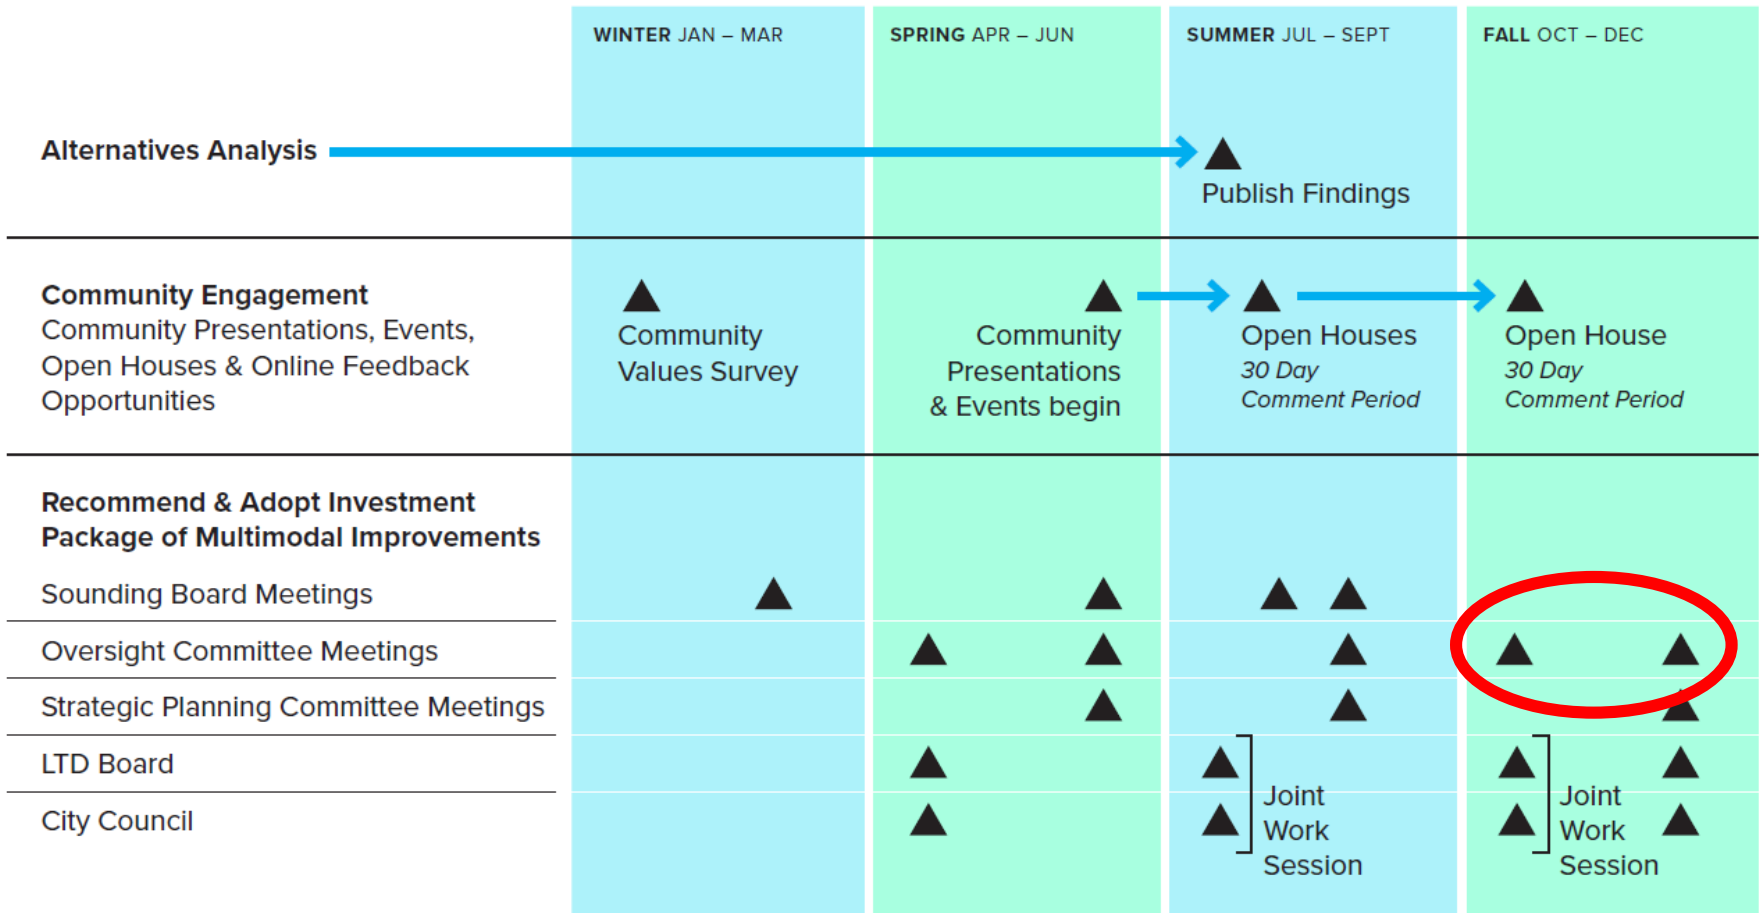 WINTER JAN – MAR
SPRING APR – JUN
SUMMER JUL – SEPT
FALL OCT – DEC
Alternatives Analysis
Publish Findings
Community Engagement
Community Presentations, Events,
Open Houses & Online Feedback
Opportunities
Community
Values Survey
Community
Presentations
& Events begin
Open Houses
30 Day
Comment Period
Open House
30 Day
Comment Period
Recommend & Adopt Investment
Package of Multimodal Improvements
Sounding Board Meetings
Oversight Committee Meetings
Strategic Planning Committee Meetings
LTD Board
City Council
Joint
Work
Session
Joint
Work
Session